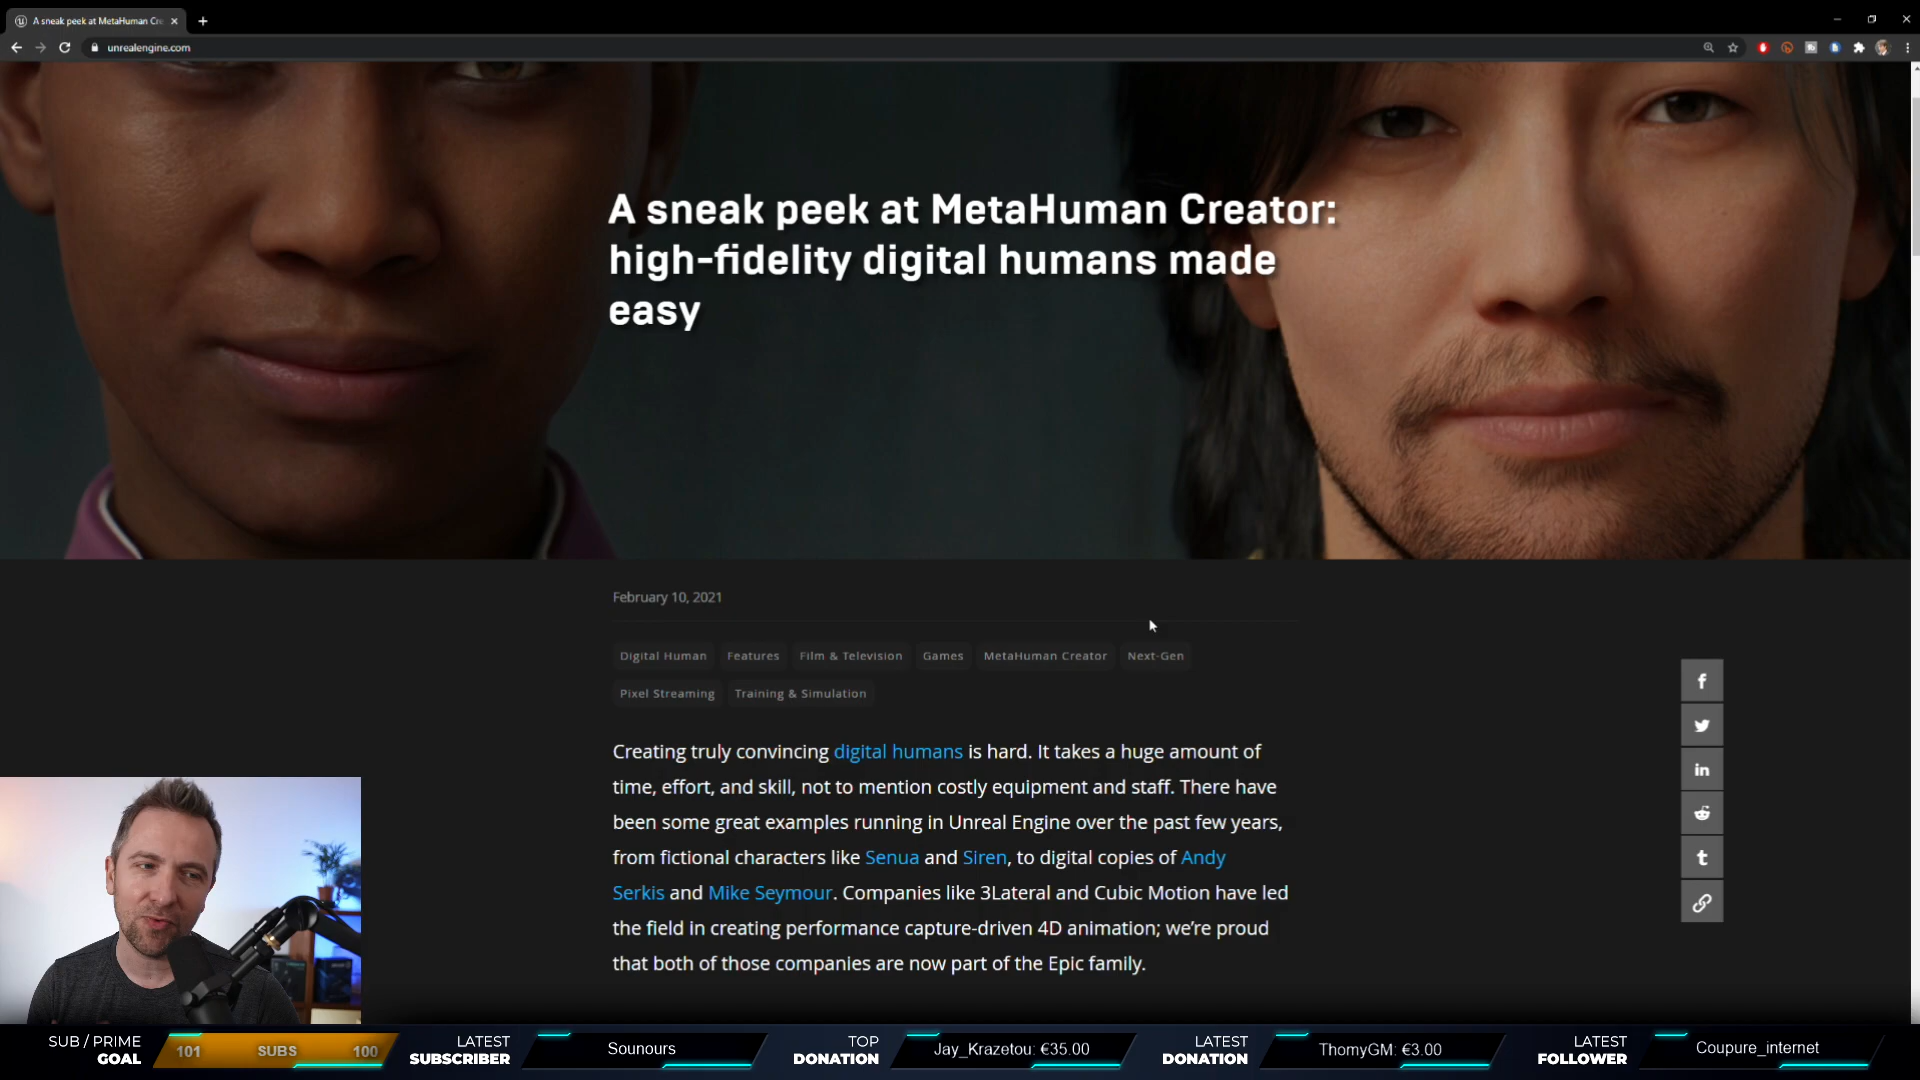 A sneak peek at MetaHuman Cr
unrealengine.com
A sneak peek at MetaHuman Creator:
high-fidelity digital humans made
easy
February 10, 2021
Digital Human Features Film & Television Games MetaHuman Creator Next-Gen
Pixel Streaming Training & Simulation
Creating truly convincing digital humans is hard. It takes a huge amount of
time, effort, and skill, not to mention costly equipment and staff. There have
been some great examples running in Unreal Engine over the past few years,
from fictional characters like Senua and Siren, to digital copies of Andy
Serkis and Mike Seymour. Companies like 3Lateral and Cubic Motion have led
the field in creating performance capture-driven 4D animation; we’re proud
that both of those companies are now part of the Epic family.
SUB / PRIME
GOAL
101 SUBS 100
LATEST
SUBSCRIBER
Sounours
TOP
DONATION
Jay_Krazetou: €35.00
LATEST
DONATION
ThomyGM: €3.00
LATEST
FOLLOWER
Coupure_internet